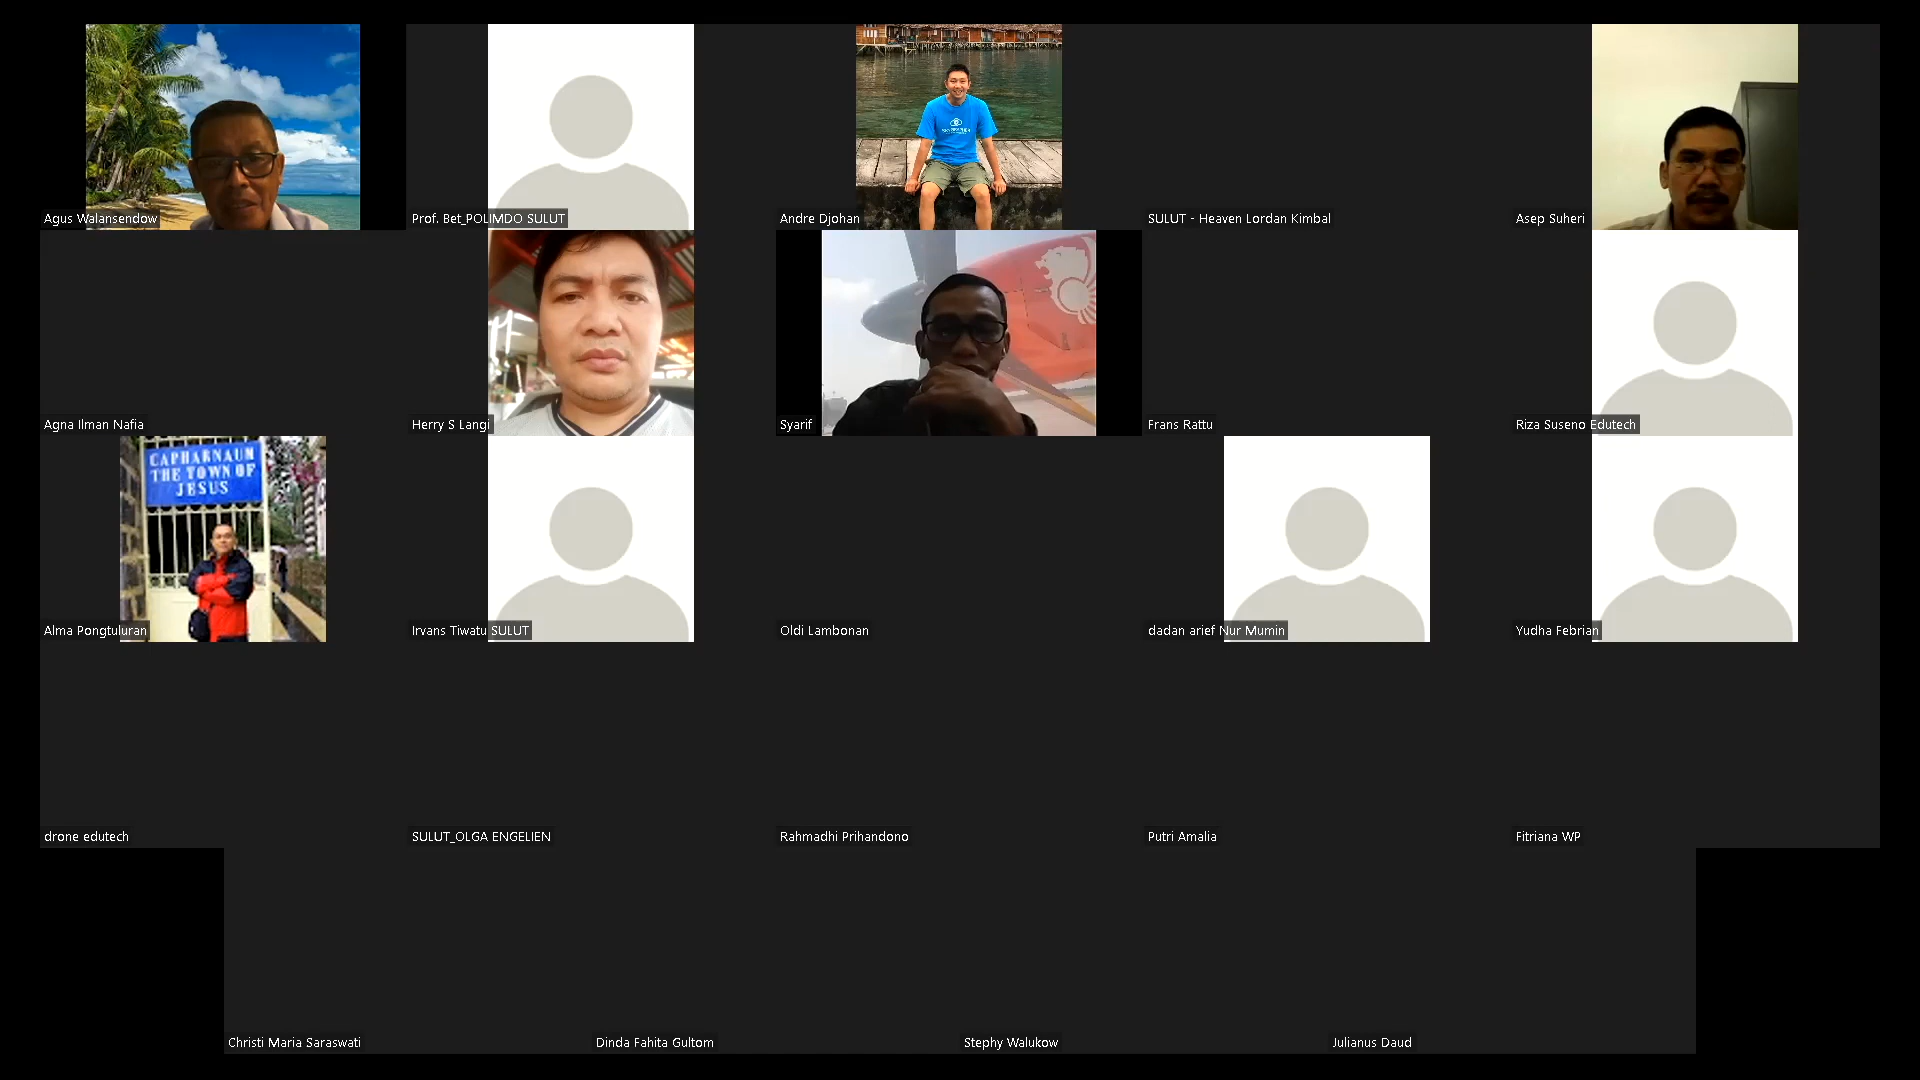 Agus Walansendow
Prof. Bet_POLIMDO SULUT
Andre Djohan
SULUT - Heaven Lordan Kimbal
Asep Suheri
Agna Ilman Nafia
Herry S Langi
Syarif
Frans Rattu
Riza Suseno Edutech
CAPHARNAUM
THE TOWN OF
JESUS
Alma Pongtuluran
Irvans Tiwatu SULUT
Oldi Lambonan
dadan arief Nur Mumin
Yudha Febrian
drone edutech
SULUT_OLGA ENGELIEN
Rahmadhi Prihandono
Putri Amalia
Fitriana WP
Christi Maria Saraswati
Dinda Fahita Gultom
Stephy Walukow
Julianus Daud